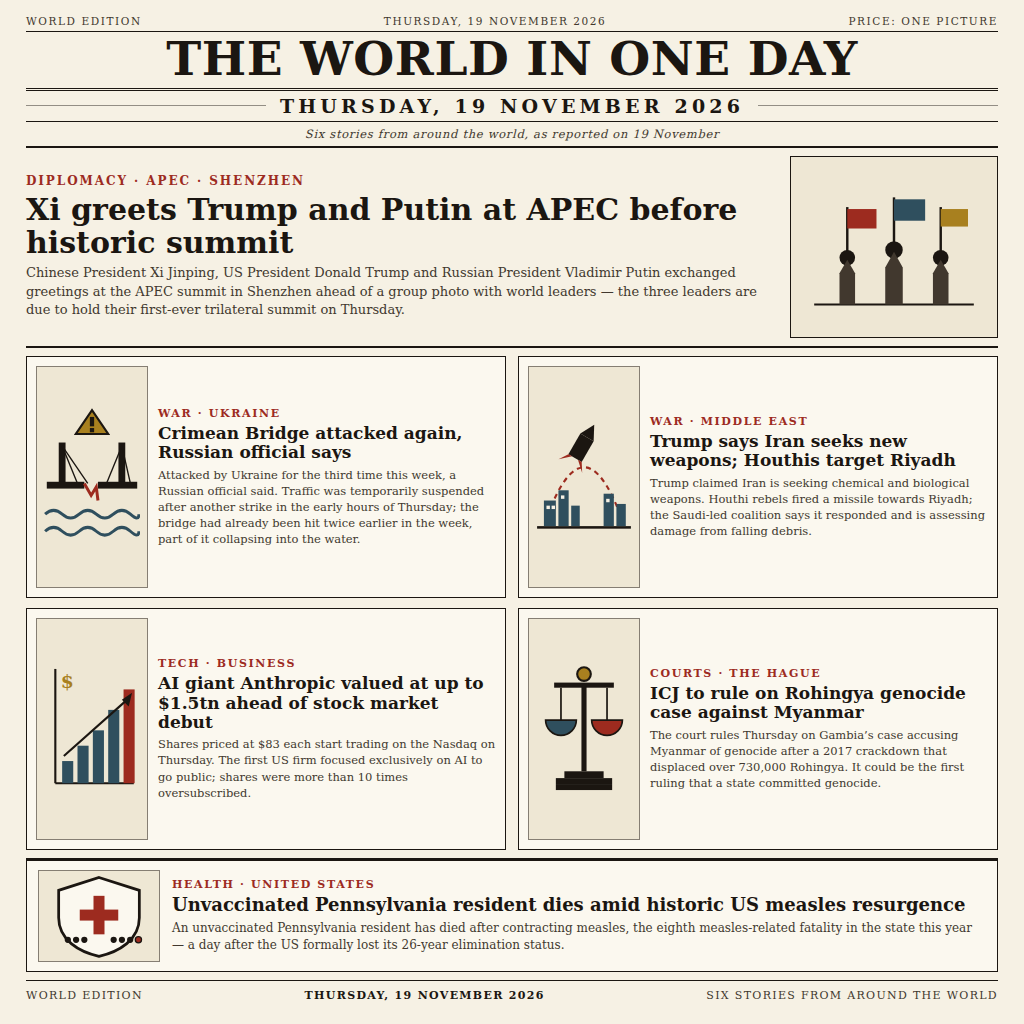 WORLD EDITION
THURSDAY, 19 NOVEMBER 2026
PRICE: ONE PICTURE
THE WORLD IN ONE DAY
THURSDAY, 19 NOVEMBER 2026
Six stories from around the world, as reported on 19 November
DIPLOMACY · APEC · SHENZHEN
Xi greets Trump and Putin at APEC before
historic summit
Chinese President Xi Jinping, US President Donald Trump and Russian President Vladimir Putin exchanged
greetings at the APEC summit in Shenzhen ahead of a group photo with world leaders — the three leaders are
due to hold their first-ever trilateral summit on Thursday.
WAR · UKRAINE
Crimean Bridge attacked again,
Russian official says
Attacked by Ukraine for the third time this week, a
Russian official said. Traffic was temporarily suspended
after another strike in the early hours of Thursday; the
bridge had already been hit twice earlier in the week,
part of it collapsing into the water.
WAR · MIDDLE EAST
Trump says Iran seeks new
weapons; Houthis target Riyadh
Trump claimed Iran is seeking chemical and biological
weapons. Houthi rebels fired a missile towards Riyadh;
the Saudi-led coalition says it responded and is assessing
damage from falling debris.
$
TECH · BUSINESS
AI giant Anthropic valued at up to
$1.5tn ahead of stock market
debut
Shares priced at $83 each start trading on the Nasdaq on
Thursday. The first US firm focused exclusively on AI to
go public; shares were more than 10 times
oversubscribed.
COURTS · THE HAGUE
ICJ to rule on Rohingya genocide
case against Myanmar
The court rules Thursday on Gambia’s case accusing
Myanmar of genocide after a 2017 crackdown that
displaced over 730,000 Rohingya. It could be the first
ruling that a state committed genocide.
HEALTH · UNITED STATES
Unvaccinated Pennsylvania resident dies amid historic US measles resurgence
An unvaccinated Pennsylvania resident has died after contracting measles, the eighth measles-related fatality in the state this year
— a day after the US formally lost its 26-year elimination status.
WORLD EDITION
THURSDAY, 19 NOVEMBER 2026
SIX STORIES FROM AROUND THE WORLD